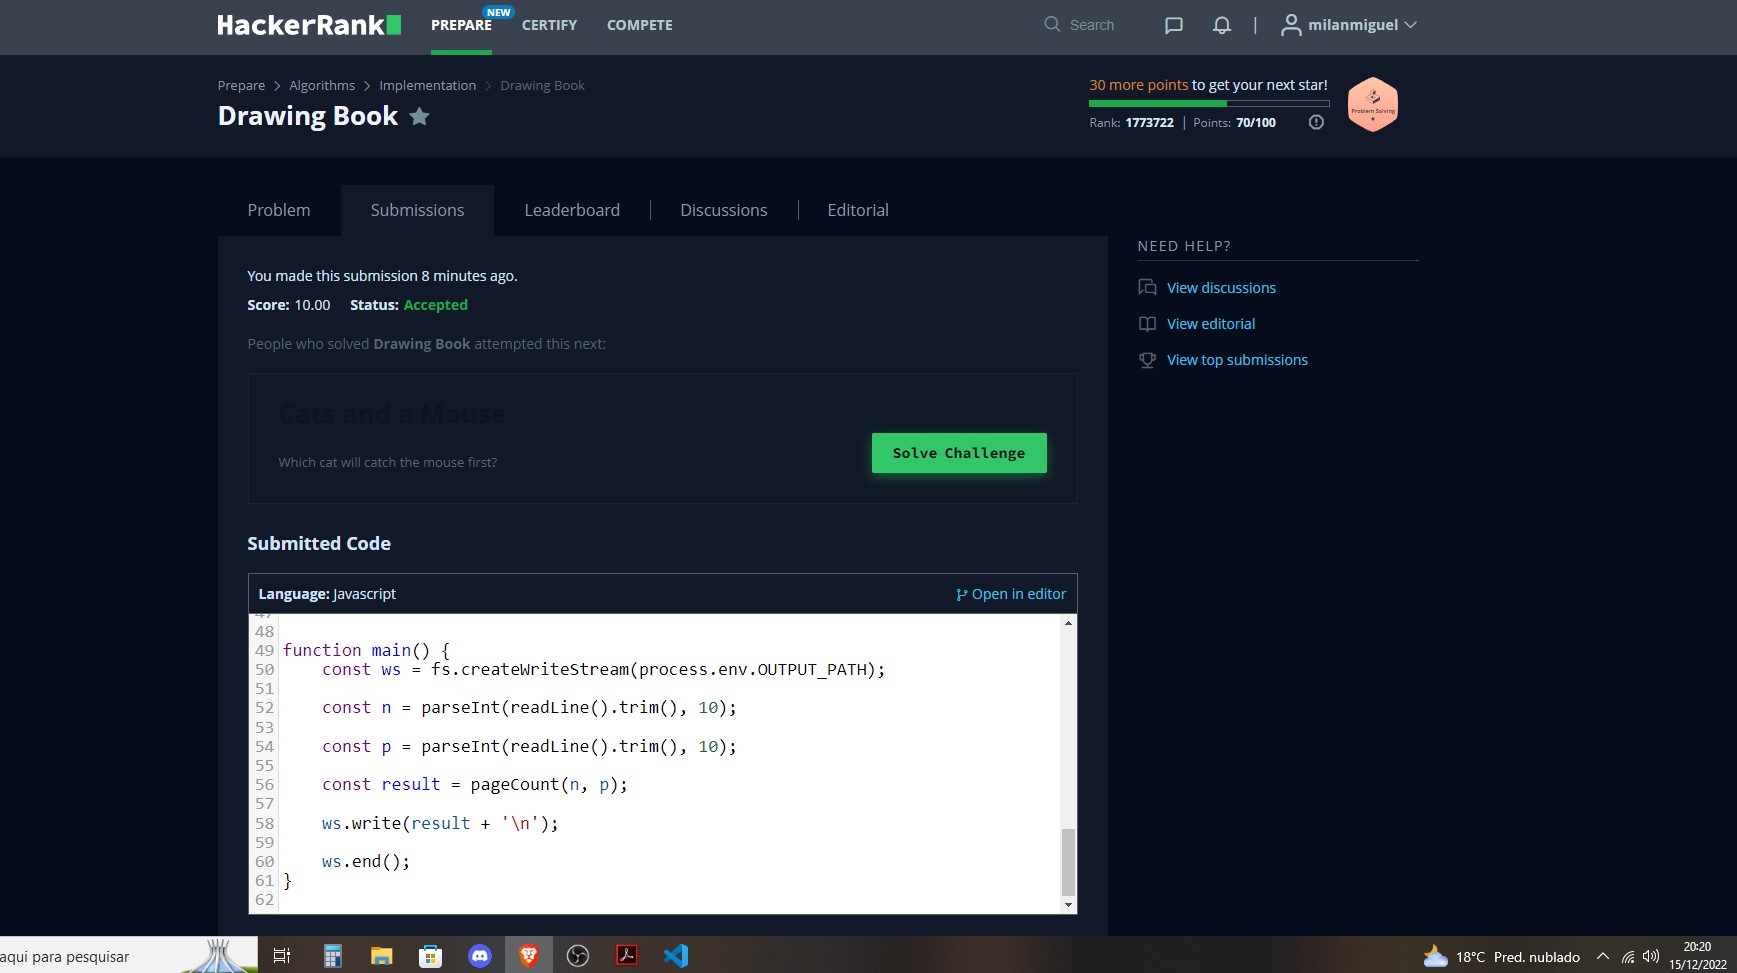 HackerRank
PREPARE
NEW
CERTIFY
COMPETE
Search
|
milanmiguel
Prepare > Algorithms > Implementation > Drawing Book
Drawing Book
30 more points to get your next star!
Rank: 1773722 | Points: 70/100
Problem Solving
Problem
Submissions
Leaderboard
Discussions
Editorial
You made this submission 8 minutes ago.
Score: 10.00 Status: Accepted
People who solved Drawing Book attempted this next:
Cats and a Mouse
Which cat will catch the mouse first?
Solve Challenge
NEED HELP?
View discussions
View editorial
View top submissions
Submitted Code
Language: Javascript
Open in editor
47
48
49 function main() {
50 const ws = fs.createWriteStream(process.env.OUTPUT_PATH);
51
52 const n = parseInt(readLine().trim(), 10);
53
54 const p = parseInt(readLine().trim(), 10);
55
56 const result = pageCount(n, p);
57
58 ws.write(result + '\n');
59
60 ws.end();
61 }
62
aqui para pesquisar
18°C Pred. nublado
20:20
15/12/2022